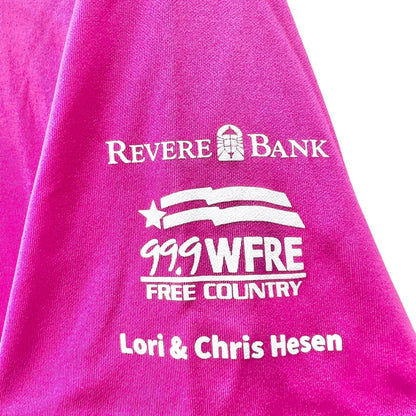 REVERE BANK
99.9 WFRE
FREE COUNTRY
Lori & Chris Hesen